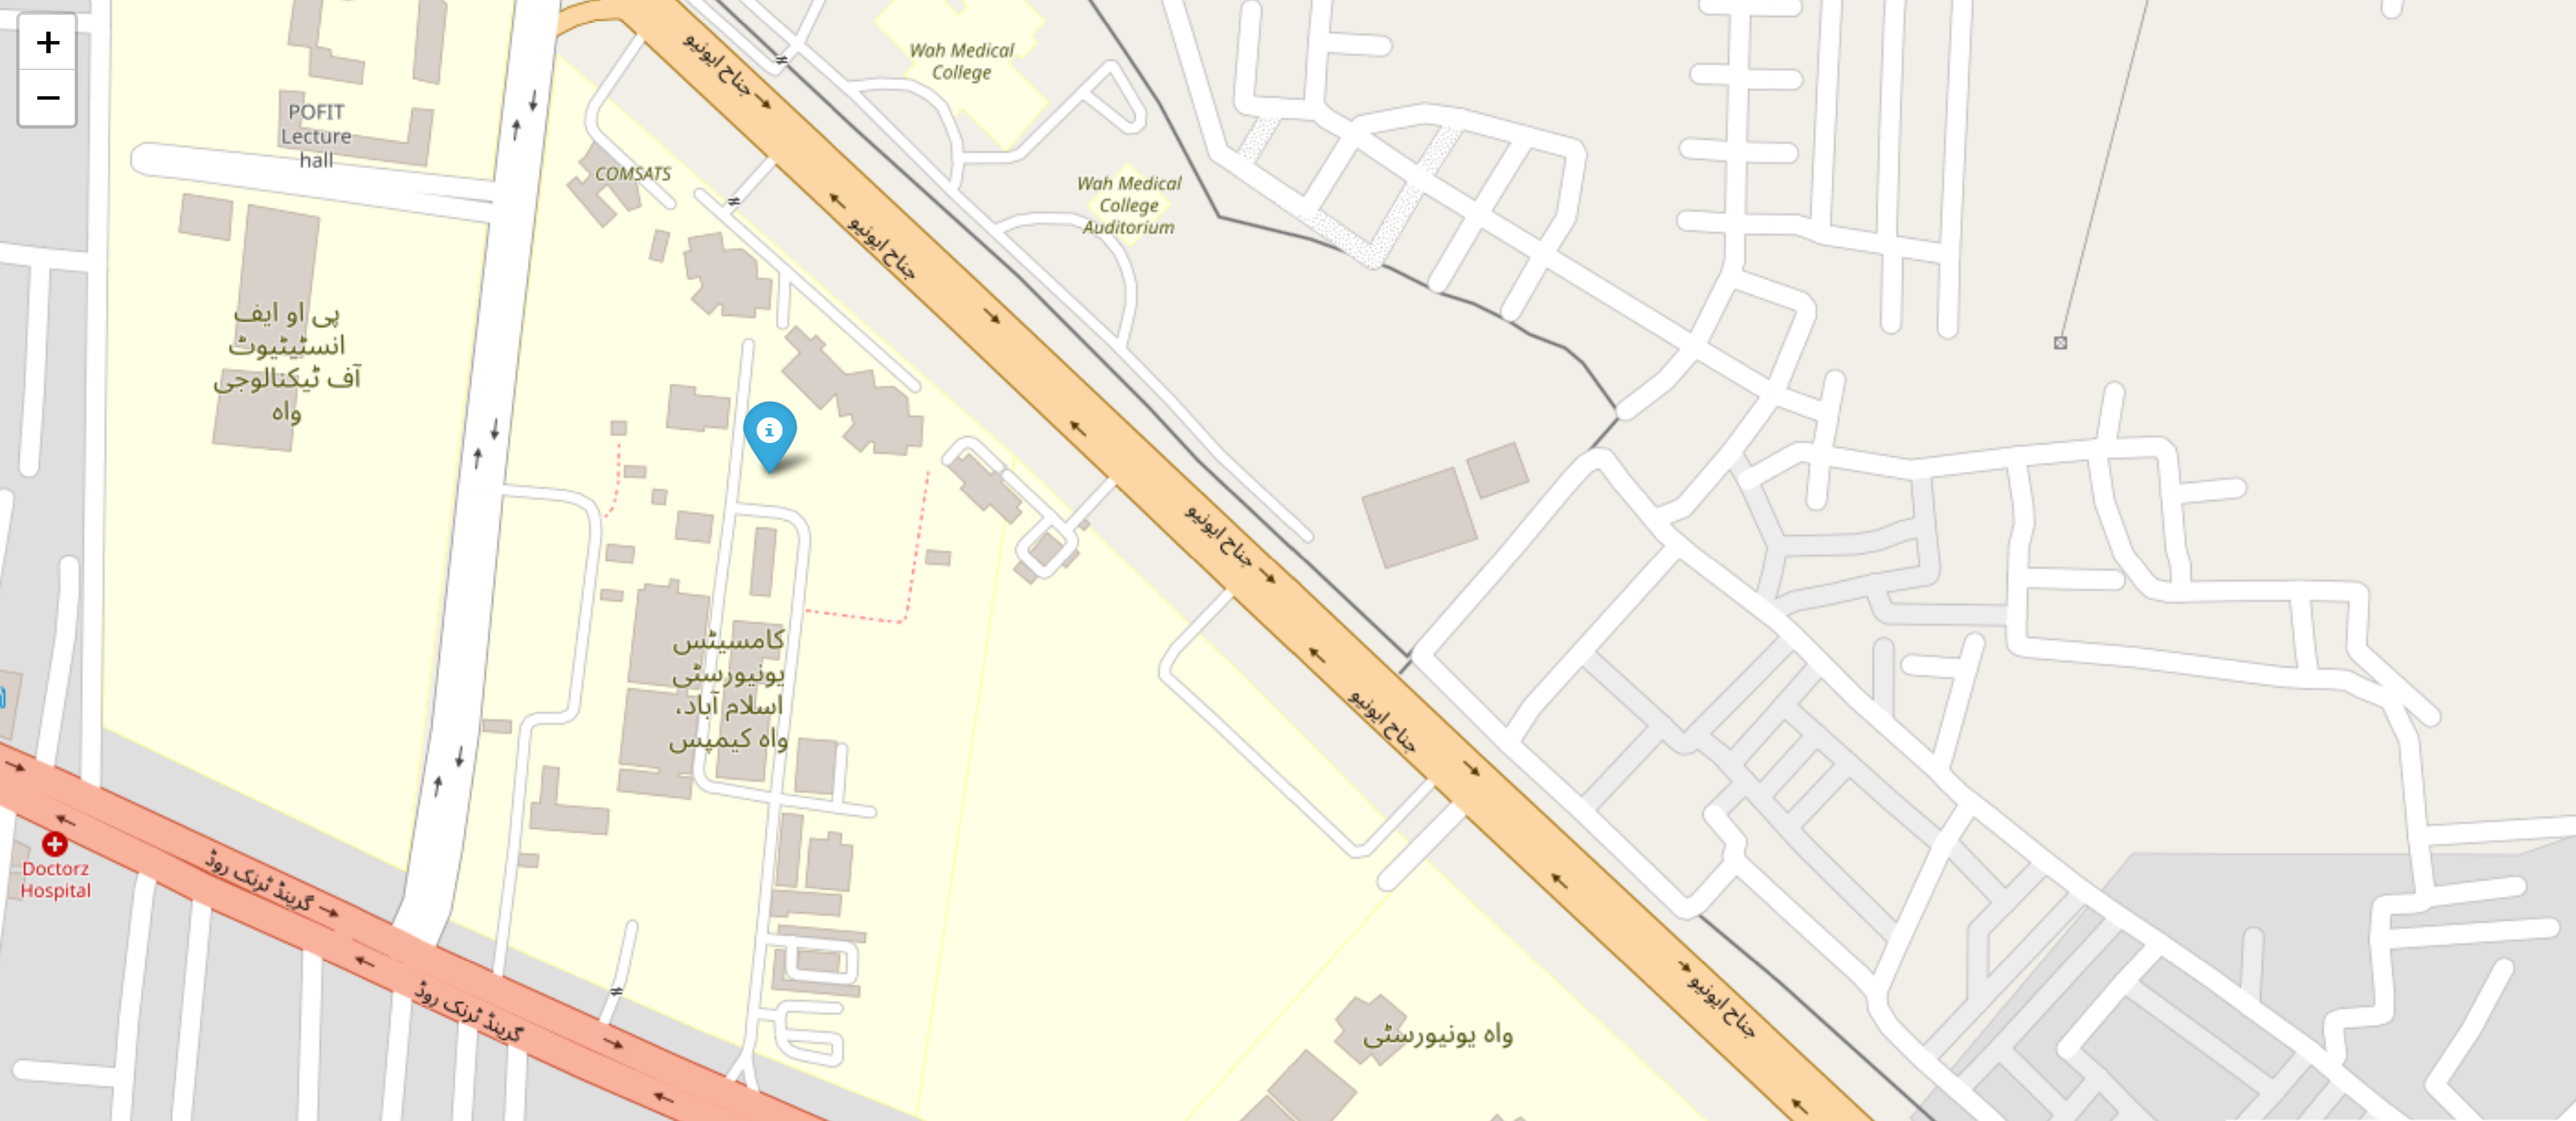 +
−
Wah Medical
College
POFIT
Lecture
hall
COMSATS
Wah Medical
College
Auditorium
جناح ایونیو
جناح ایونیو
پی او ایف
انسٹیٹیوٹ
آف ٹیکنالوجی
واہ
جناح ایونیو
کامسیٹس
یونیورسٹی
اسلام آباد،
واہ کیمپس
جناح ایونیو
Doctorz
Hospital
گرینڈ ٹرنک روڈ
گرینڈ ٹرنک روڈ
جناح ایونیو
واہ یونیورسٹی